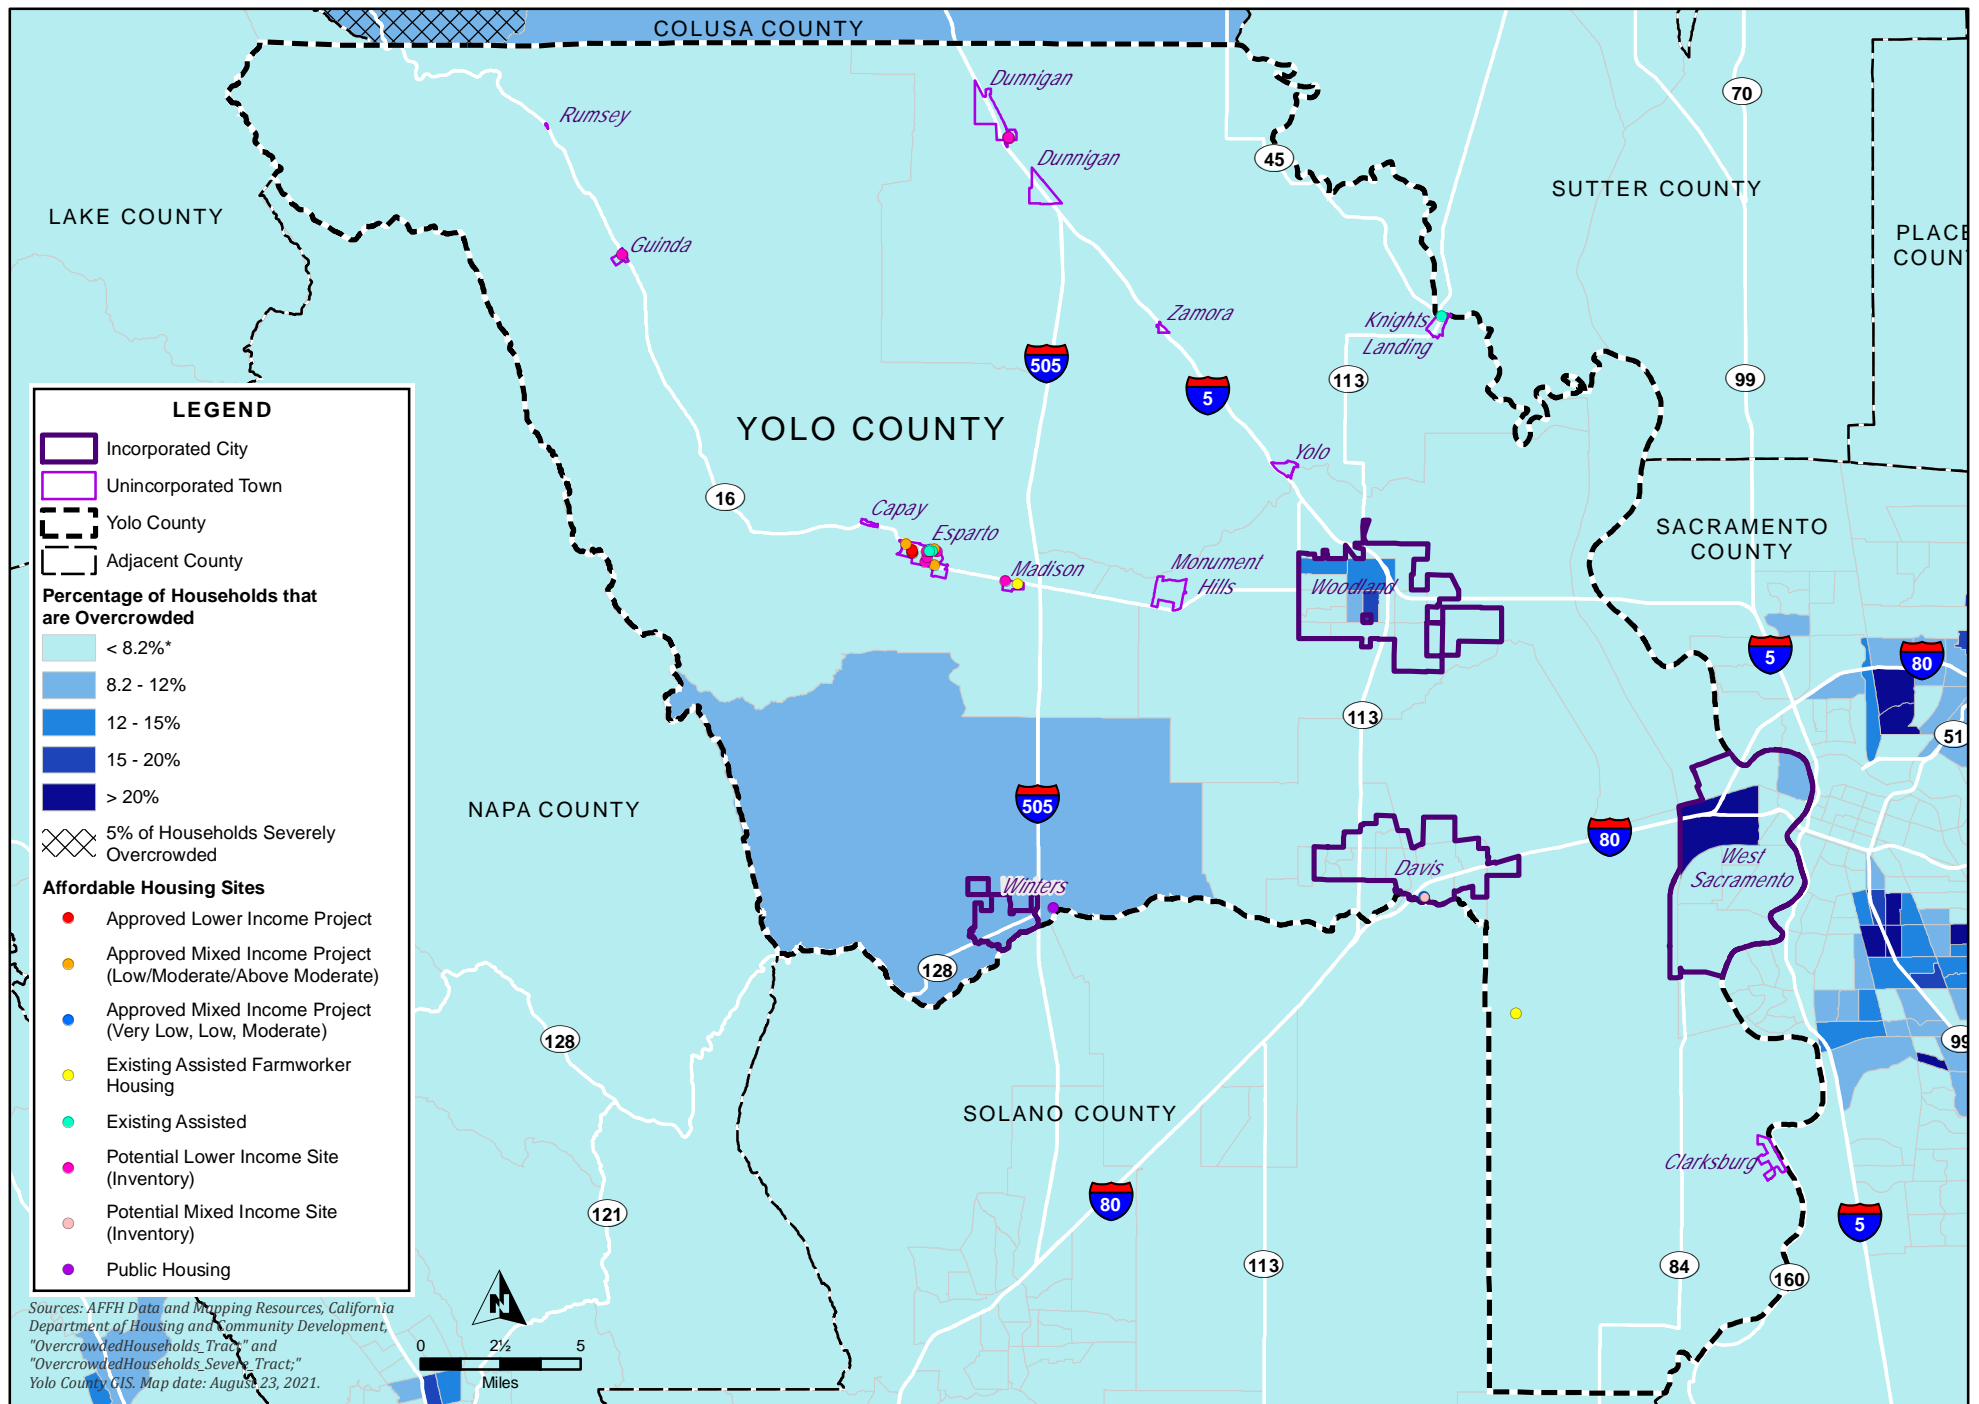 COLUSA COUNTY
Dunnigan
70
Rumsey
45
Dunnigan
SUTTER COUNTY
LAKE COUNTY
Guinda
PLACE
COUN
Zamora
Knights
Landing
505
113
99
5
YOLO COUNTY
Yolo
16
Capay
Esparto
SACRAMENTO
COUNTY
Madison
Monument
Hills
Woodland
5
80
113
51
NAPA COUNTY
505
80
West
Sacramento
Davis
Winters
128
128
99
SOLANO COUNTY
Clarksburg
80
121
5
113
84
160
LEGEND
Incorporated City
Unincorporated Town
Yolo County
Adjacent County
Percentage of Households that
are Overcrowded
< 8.2%*
8.2 - 12%
12 - 15%
15 - 20%
> 20%
5% of Households Severely
Overcrowded
Affordable Housing Sites
Approved Lower Income Project
Approved Mixed Income Project
(Low/Moderate/Above Moderate)
Approved Mixed Income Project
(Very Low, Low, Moderate)
Existing Assisted Farmworker
Housing
Existing Assisted
Potential Lower Income Site
(Inventory)
Potential Mixed Income Site
(Inventory)
Public Housing
Sources: AFFH Data and Mapping Resources, California
Department of Housing and Community Development,
"OvercrowdedHouseholds_Tract" and
"OvercrowdedHouseholds_Severe_Tract;"
Yolo County GIS. Map date: August 23, 2021.
N
0 2½ 5
Miles